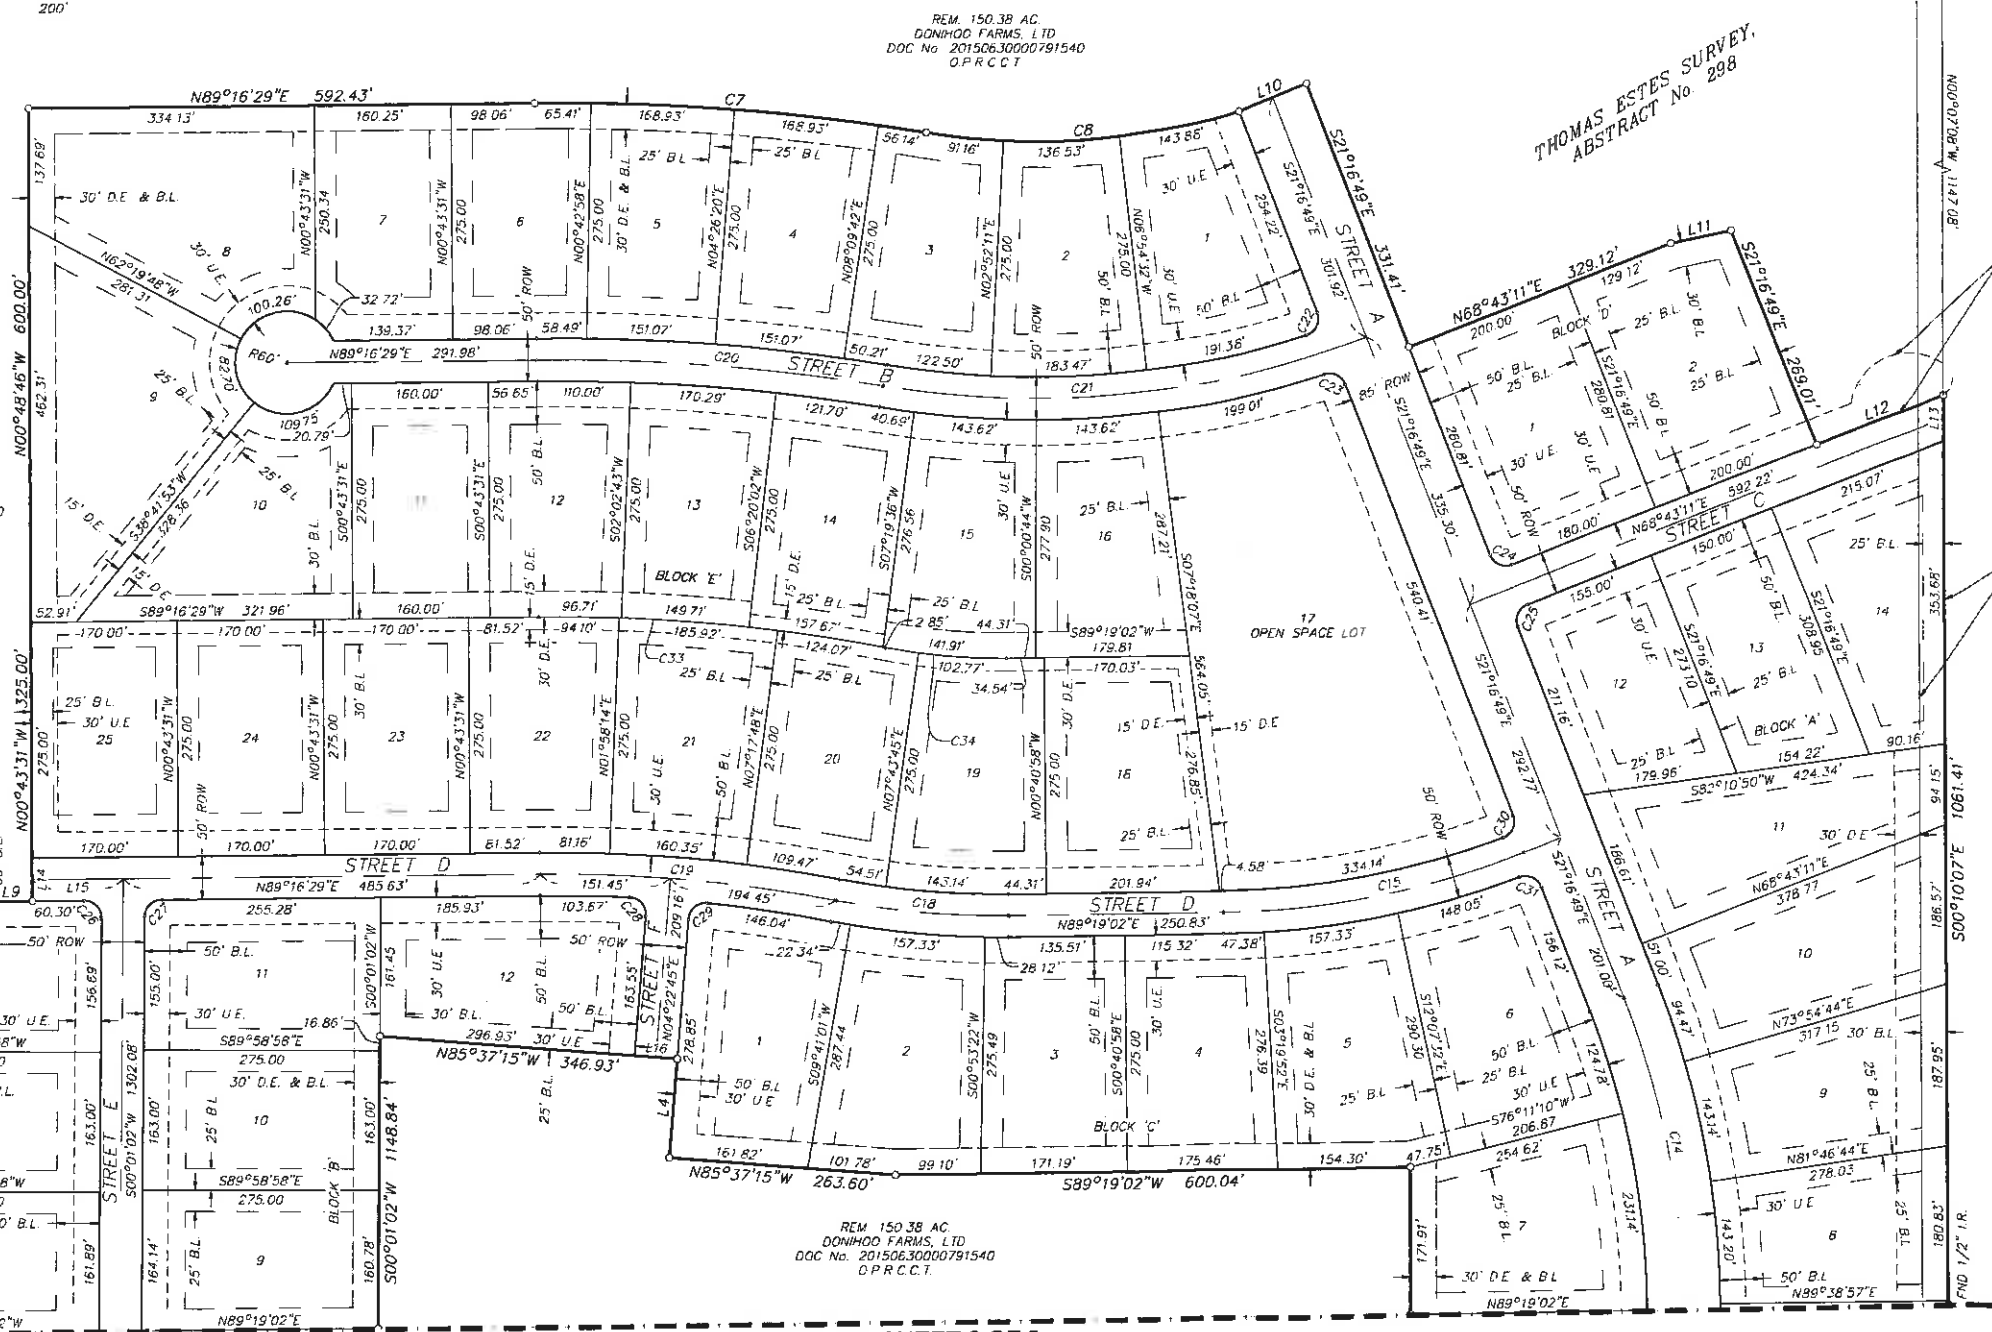 200'
REM. 150.38 AC.
DONIHOO FARMS, LTD
DOC No 20150630000791540
O.P.R.C.C.T
THOMAS ESTES SURVEY,
ABSTRACT No. 298
N89°16'29"E 592.43'
C7
C8
L10
334.13'
160.25'
98.06'
65.41'
168.93'
168.93'
56.14'
91.16'
136.53'
143.88'
137.69'
30' D.E & B.L.
25' B.L
25' B.L
30' U.E
N00°43'31"W
250.34
N00°43'31"W
275.00
N00°42'58"E
275.00
30' D.E & B.L
N04°26'20"E
275.00
N08°09'42"E
275.00
N02°52'11"E
275.00
N06°54'32"W
275.00
254.22'
S21°16'49"E
301.92'
STREET A
S21°16'49"E
331.41'
8
7
6
5
4
3
2
1
30' U.E
N62°19'48"W
281.31
100.26'
32.72'
R60'
82.70'
50' ROW
50' B.L
30' U.E
50' B.L
C22
139.37'
98.06'
58.49'
151.07'
151.07'
50.21'
122.50'
183.47'
191.38'
N89°16'29"E 291.98'
C20
STREET B
C21
50' ROW
N00°48'46"W 600.00'
462.31'
25' B.L
9
109.75
20.79'
160.00'
56.65
110.00'
170.29'
121.70'
40.69'
143.62'
143.62'
199.01'
C23
85' ROW
L11
N68°43'11"E 329.12'
129.12'
200.00'
BLOCK 'D'
30' B.L
25' B.L
2
25' B.L
50' B.L
25' B.L
S21°16'49"E
280.81
S21°16'49"E
269.01'
1
30' U.E
30' U.E
50' B.L
260.81'
L12
L13
N00°07'08"W 1147.08'
200.00'
592.22'
N68°43'11"E
STREET C
180.00'
50' ROW
C24
215.07'
150.00'
155.00'
C25
S38°41'53"W
328.36
15' D.E
15' D.E
25' B.L
10
30' B.L
S00°43'31"E
275.00
11
S00°43'31"E
275.00
50' B.L
12
15' D.E.
S02°02'43"W
275.00
13
BLOCK 'E'
S06°20'02"W
275.00
14
15' D.E
25' B.L
S07°19'36"W
276.56
15
30' U.E
25' B.L
S00°00'44"W
277.90
25' B.L.
16
287.21'
S07°18'07"E
564.05'
17
OPEN SPACE LOT
540.41'
S21°16'49"E
335.30'
52.91'
S89°16'29"W 321.96'
160.00'
96.71'
149.71'
157.67'
2.85'
44.31'
141.91'
S89°19'02"W
179.81
170.00'
170.00'
170.00'
81.52'
94.10'
185.92'
124.07'
102.77'
34.54'
170.03'
C33
C34
N00°43'31"W 325.00'
275.00'
25' B.L
30' U.E
25
N00°43'31"W
275.00
24
N00°43'31"W
275.00
30' B.L
23
N00°43'31"W
275.00
22
30' D.E
N01°58'14"E
275.00
25' B.L
21
30' U.E
50' B.L
N07°17'48"E
275.00
25' B.L
20
N07°43'45"E
275.00
19
N00°40'58"W
275.00
30' D.E
15' D.E
18
25' B.L
276.85'
15' D.E
S21°16'49"E
292.77'
50' ROW
C30
50' ROW
170.00'
170.00'
170.00'
81.52'
81.16'
160.35'
109.47'
54.51'
143.14'
44.31'
201.94'
4.58'
334.14'
STREET D
N89°16'29"E 485.63'
C19
194.45'
C18
STREET D
N89°19'02"E 250.83'
C15
L9
L14
L15
60.30'
C26
C27
255.28'
185.93'
151.45'
103.67'
C28
C29
146.04'
22.34'
157.33'
28.12'
135.51'
115.32'
47.38'
157.33'
148.05'
C31
12
30' U.E
S21°16'49"E
273.10
50' B.L
13
25' B.L
BLOCK 'A'
25' B.L
S21°16'49"E
308.95
25' B.L
14
353.68'
211.16'
179.96'
154.22'
90.16'
S82°10'50"W 424.34'
11
30' D.E
94.15'
S00°10'07"E 1061.41'
186.61'
S21°16'49"E
STREET A
201.00'
N68°43'11"E
378.77
186.57'
10
51.00'
94.47'
N73°54'44"E
317.15
30' B.L
187.95'
25' B.L
9
143.14'
N81°46'44"E
278.03
C14
30' U.E
8
143.20'
50' B.L
N89°38'57"E
25' B.L
180.83'
FND 1/2" I.R.
50' ROW
156.69'
30' U.E.
50' B.L.
11
155.00'
30' U.E.
S00°01'02"W
161.45
16.86'
S89°58'58"E
275.00
30' D.E. & B.L
30' U.E
50' B.L
12
30' B.L
50' ROW
50' B.L
163.55'
STREET F
209.16'
N04°22'45"E
278.85'
296.93'
30' U.E
L16
N85°37'15"W 346.93'
25' B.L
L41
50' B.L
30' U.E
1
S09°41'01"W
287.44
2
S00°53'22"W
275.49
50' B.L
3
BLOCK 'C'
30' U.E
S00°40'58"E
275.00
4
S03°19'52"E
276.39
30' D.E & B.L
5
25' B.L
S12°07'12"E
290.30
6
156.12'
50' B.L
25' B.L
30' U.E
124.78'
S76°11'10"W
206.87
161.82'
101.78'
99.10'
171.19'
175.46'
154.30'
47.75'
254.62'
N85°37'15"W 263.60'
S89°19'02"W 600.04'
163.00'
STREET E
S00°01'02"W 1302.08'
163.00'
25' B.L
10
163.00'
S89°58'58"E
275.00
BLOCK 'B'
S00°01'02"W 1148.84'
161.89'
164.14'
25' B.L
9
160.78'
N89°19'02"E
REM. 150.38 AC.
DONIHOO FARMS, LTD
DOC No. 20150630000791540
O.P.R.C.C.T.
171.91'
25' B.L
7
231.14'
30' D.E & B.L
N89°19'02"E